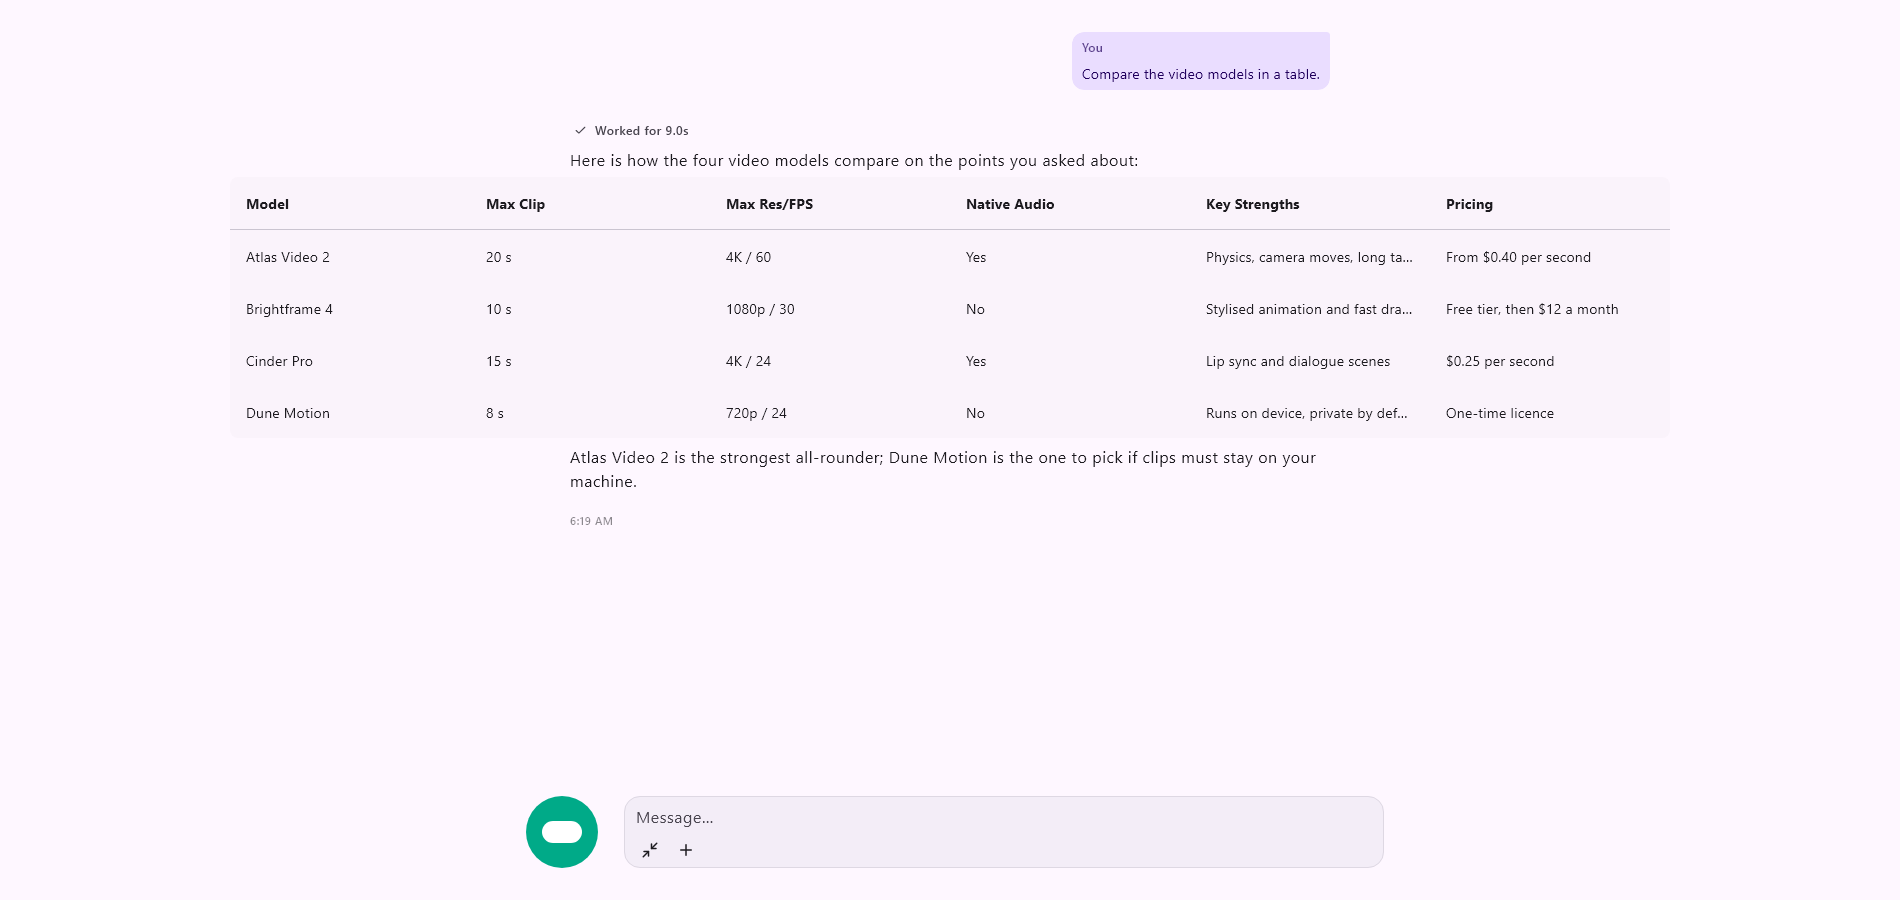 You
Compare the video models in a table.
Worked for 9.0s
Here is how the four video models compare on the points you asked about:
Model Max Clip Max Res/FPS Native Audio Key Strengths Pricing
Atlas Video 2 20 s 4K / 60 Yes Physics, camera moves, long ta... From $0.40 per second
Brightframe 4 10 s 1080p / 30 No Stylised animation and fast dra... Free tier, then $12 a month
Cinder Pro 15 s 4K / 24 Yes Lip sync and dialogue scenes $0.25 per second
Dune Motion 8 s 720p / 24 No Runs on device, private by def... One-time licence
Atlas Video 2 is the strongest all-rounder; Dune Motion is the one to pick if clips must stay on your
machine.
6:19 AM
Message...